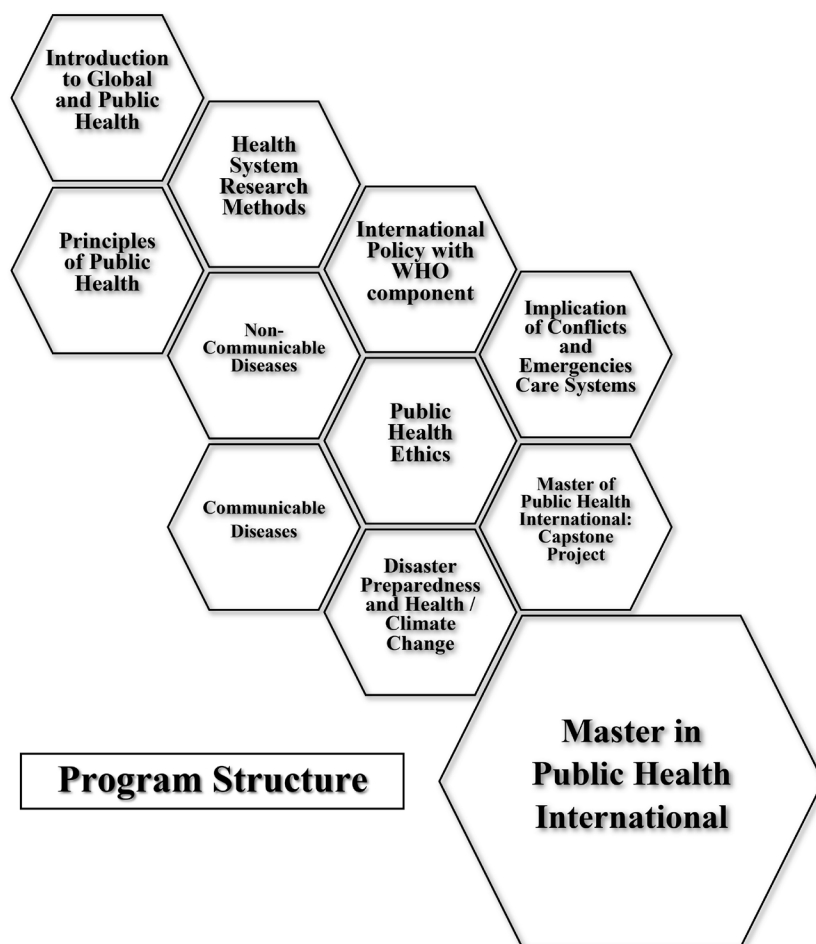 Introduction
to Global
and Public
Health
Health
System
Research
Methods
Principles
of Public
Health
International
Policy with
WHO
component
Non-
Communicable
Diseases
Implication
of Conflicts
and
Emergencies
Care Systems
Public
Health
Ethics
Communicable
Diseases
Master of
Public Health
International:
Capstone
Project
Disaster
Preparedness
and Health /
Climate
Change
Program Structure
Master in
Public Health
International